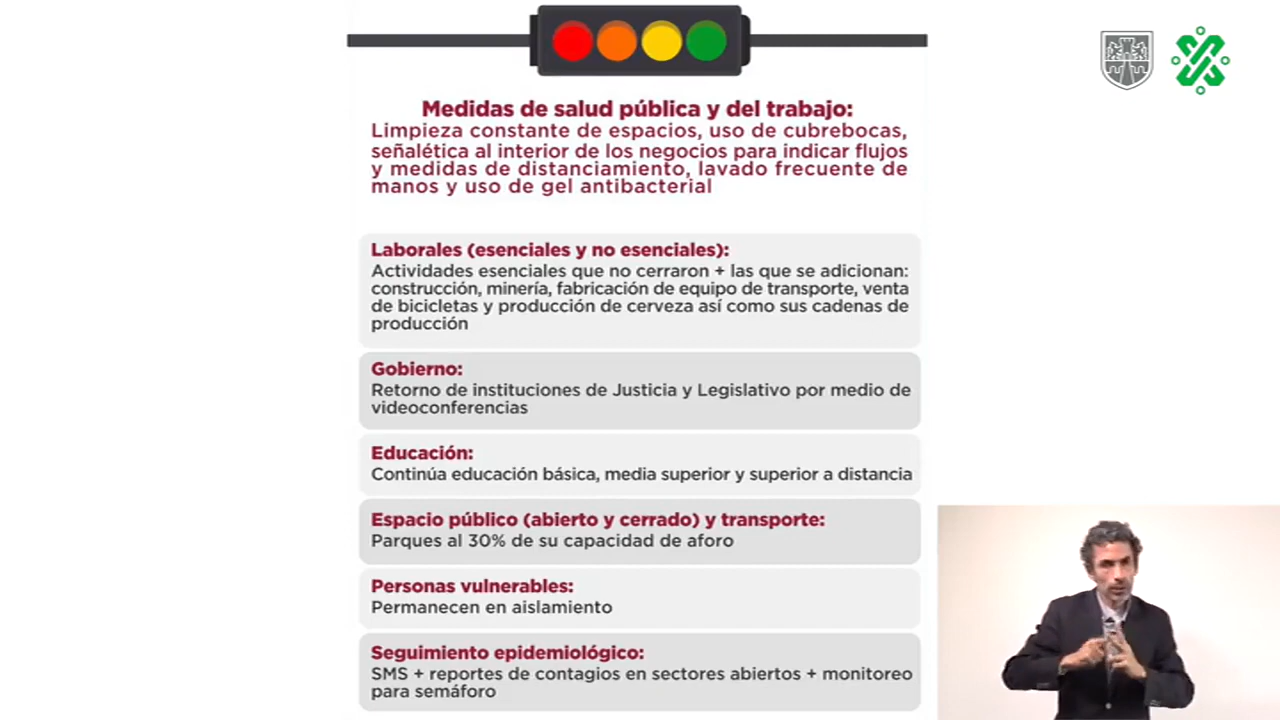 Medidas de salud pública y del trabajo:
Limpieza constante de espacios, uso de cubrebocas,
señalética al interior de los negocios para indicar flujos
y medidas de distanciamiento, lavado frecuente de
manos y uso de gel antibacterial
Laborales (esenciales y no esenciales):
Actividades esenciales que no cerraron + las que se adicionan:
construcción, minería, fabricación de equipo de transporte, venta
de bicicletas y producción de cerveza así como sus cadenas de
producción
Gobierno:
Retorno de instituciones de Justicia y Legislativo por medio de
videoconferencias
Educación:
Continúa educación básica, media superior y superior a distancia
Espacio público (abierto y cerrado) y transporte:
Parques al 30% de su capacidad de aforo
Personas vulnerables:
Permanecen en aislamiento
Seguimiento epidemiológico:
SMS + reportes de contagios en sectores abiertos + monitoreo
para semáforo